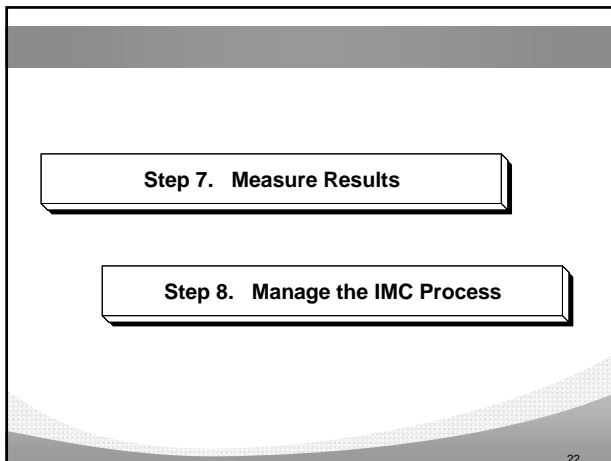 Step 7. Measure Results
Step 8. Manage the IMC Process
22